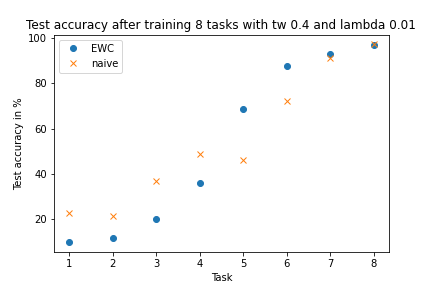 Test accuracy after training 8 tasks with tw 0.4 and lambda 0.01
100
80
60
40
20
Test accuracy in %
EWC
naive
1 2 3 4 5 6 7 8
Task